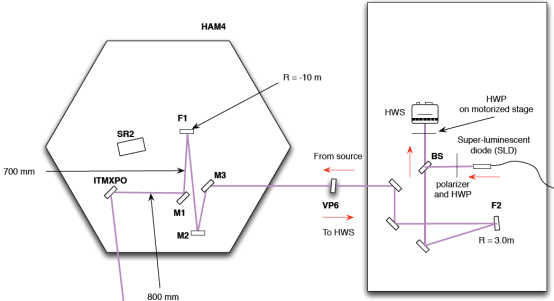 HAM4
R = -10 m
F1
SR2
M3
700 mm
ITMXPO
M1
M2
800 mm
From source
VP6
To HWS
HWS
HWP
on motorized stage
Super-luminescent
diode (SLD)
BS
polarizer
and HWP
F2
R = 3.0m